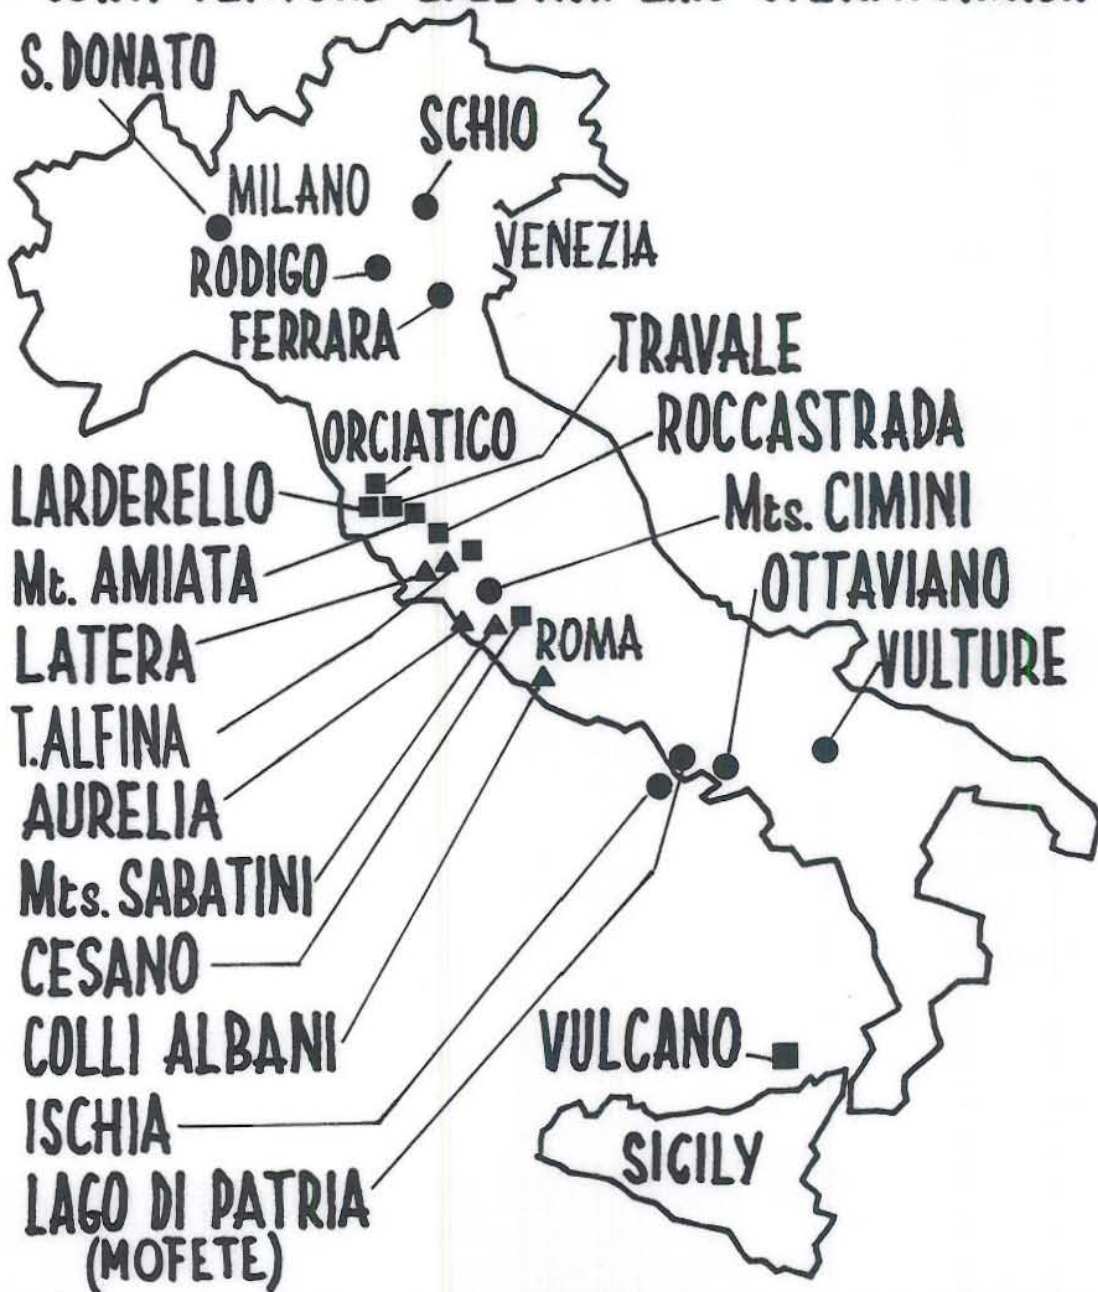 S. DONATO
SCHIO
MILANO
VENEZIA
RODIGO
FERRARA
TRAVALE
ORCIATICO
ROCCASTRADA
LARDERELLO
Mts. CIMINI
Mt. AMIATA
OTTAVIANO
LATERA
ROMA
VULTURE
T.ALFINA
AURELIA
Mts. SABATINI
CESANO
COLLI ALBANI
VULCANO
ISCHIA
SICILY
LAGO DI PATRIA
(MOFETE)